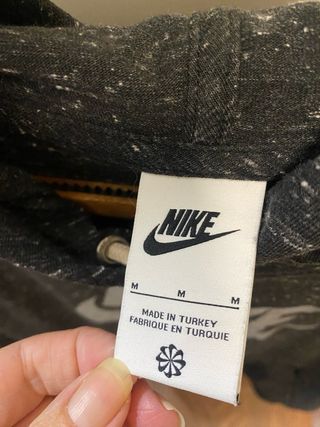 NIKE
M M M
MADE IN TURKEY
FABRIQUE EN TURQUIE